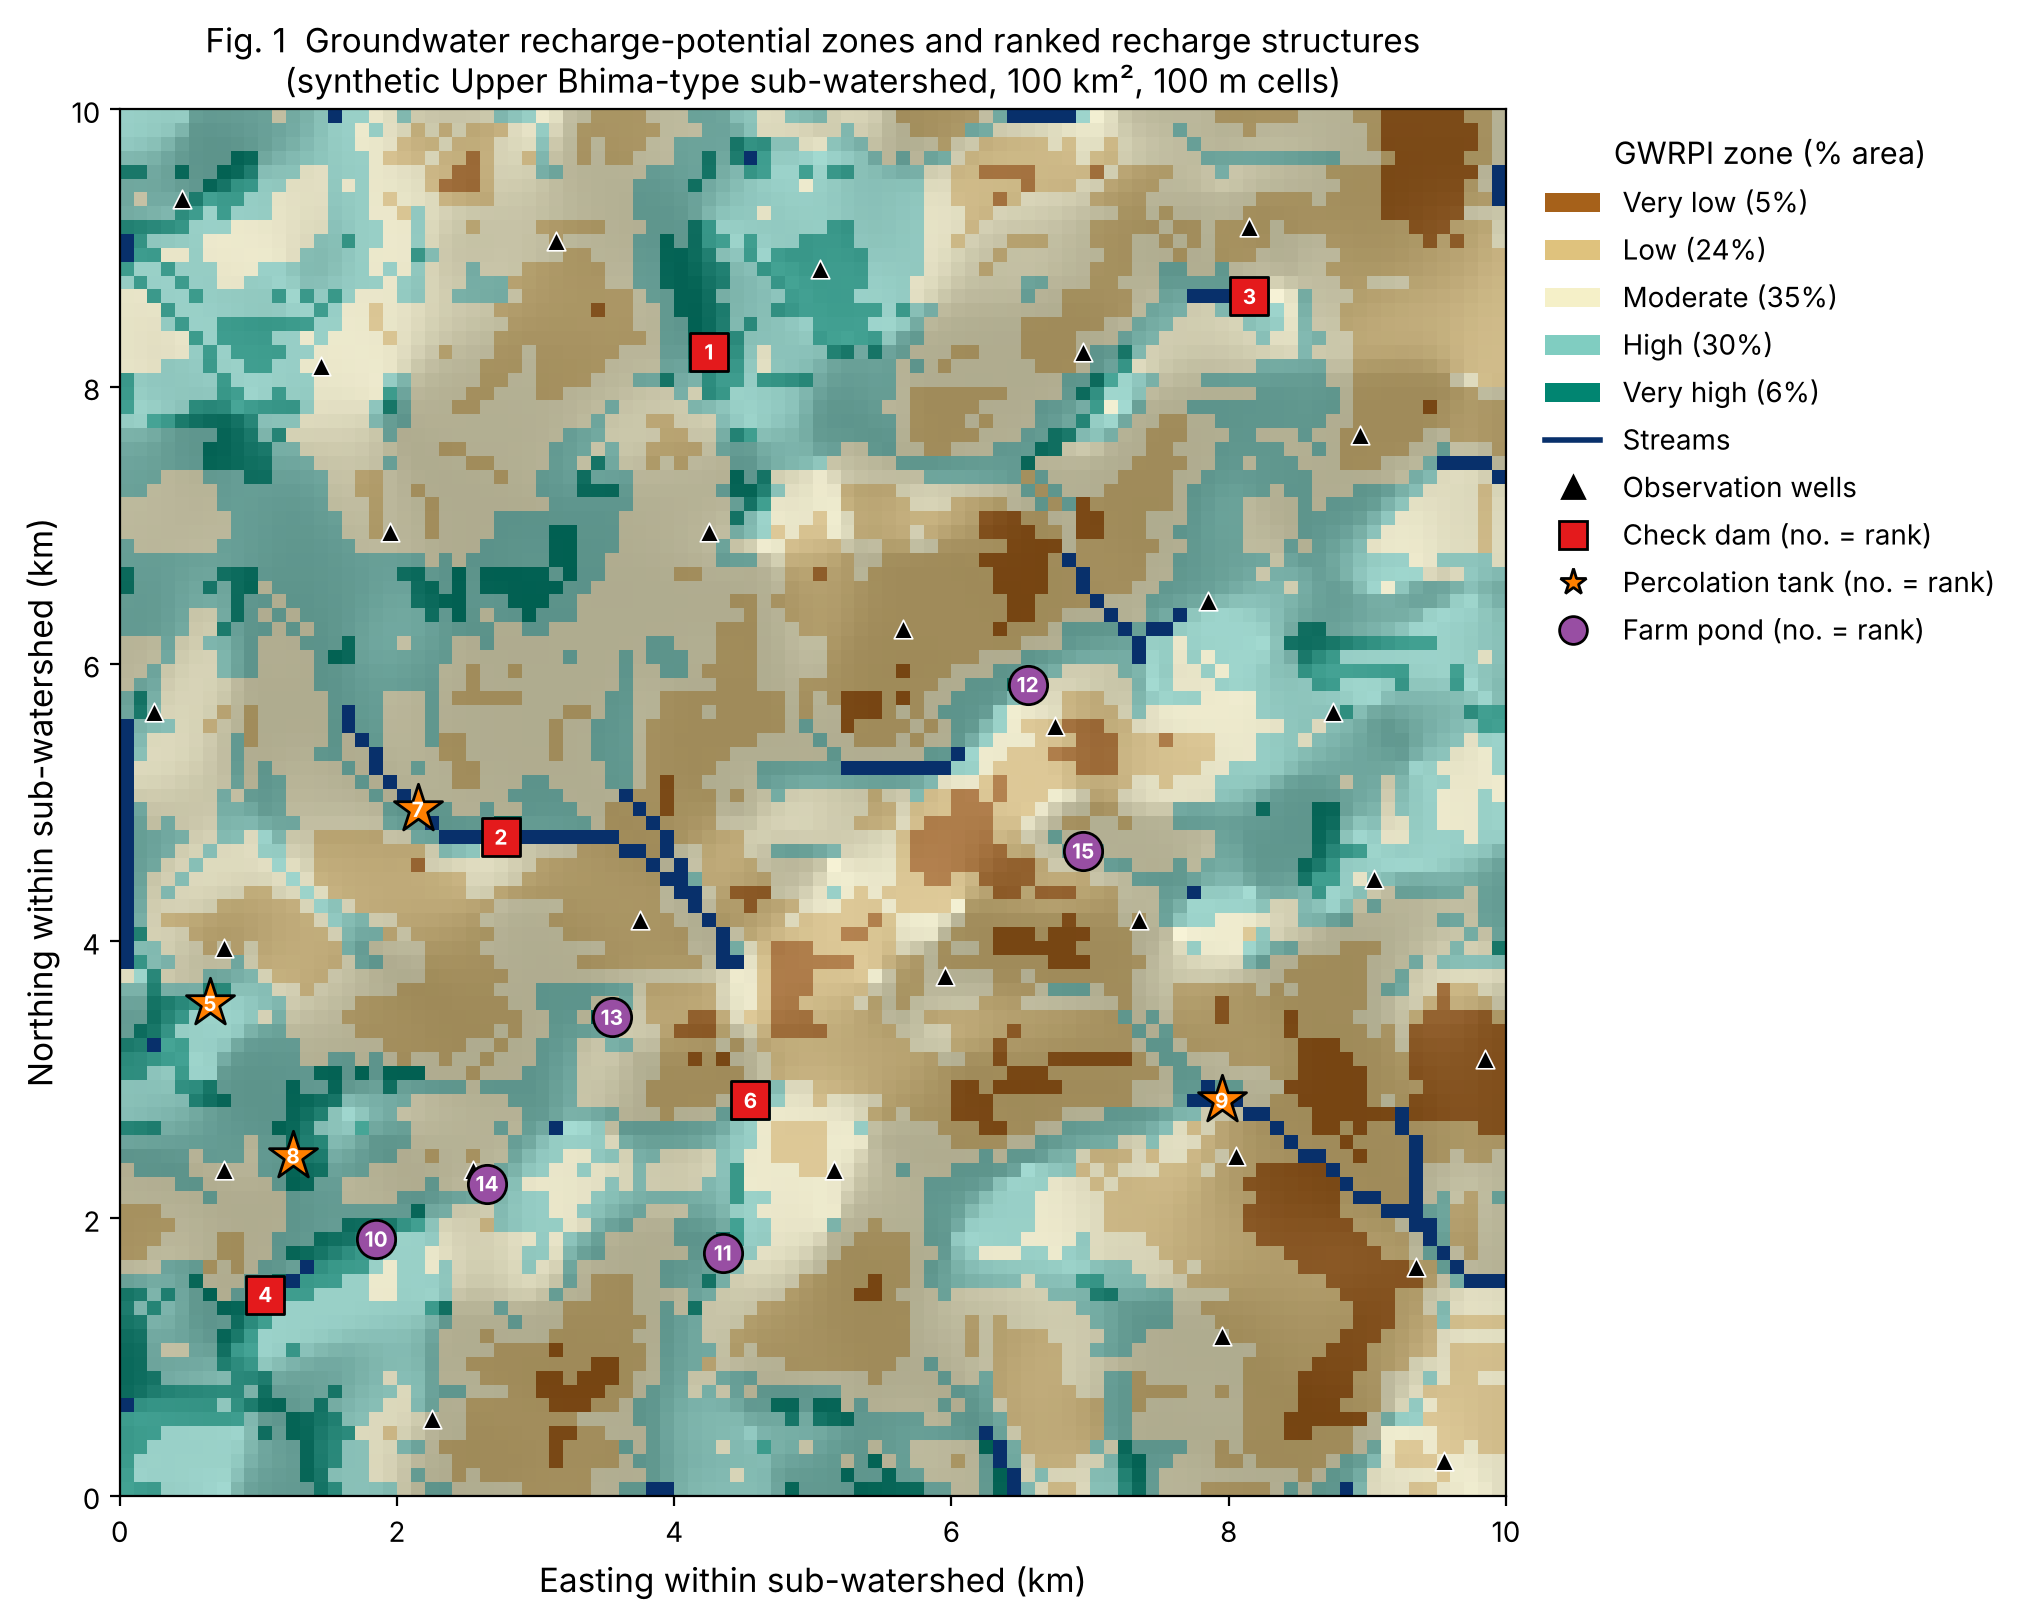 Fig. 1  Groundwater recharge-potential zones and ranked recharge structures
(synthetic Upper Bhima-type sub-watershed, 100 km², 100 m cells)
GWRPI zone (% area)
Very low (5%)
Low (24%)
Moderate (35%)
High (30%)
Very high (6%)
Streams
Observation wells
Check dam (no. = rank)
Percolation tank (no. = rank)
Farm pond (no. = rank)
Northing within sub-watershed (km)
10
8
6
4
2
0
3
1
12
7
2
15
5
13
6
9
8
14
10
11
4
0
2
4
6
8
10
Easting within sub-watershed (km)